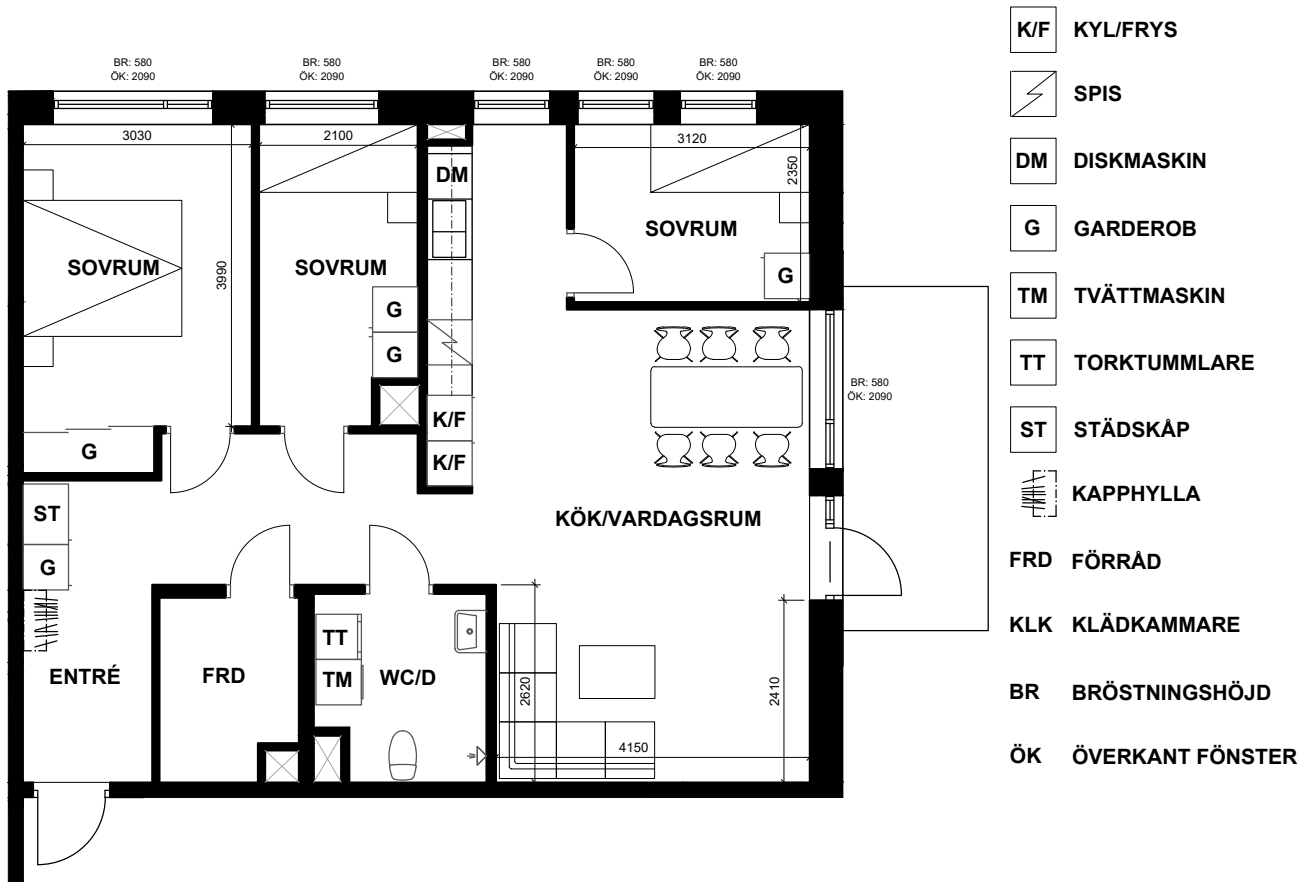 BR: 580
ÖK: 2090
BR: 580
ÖK: 2090
BR: 580
ÖK: 2090
BR: 580
ÖK: 2090
BR: 580
ÖK: 2090
3030
2100
3120
2350
3990
DM
SOVRUM
SOVRUM
SOVRUM
G
G
G
K/F
K/F
G
BR: 580
ÖK: 2090
ST
G
KÖK/VARDAGSRUM
ENTRÉ
FRD
TT
TM
WC/D
2620
2410
4150
K/F KYL/FRYS
SPIS
DM DISKMASKIN
G GARDEROB
TM TVÄTTMASKIN
TT TORKTUMMLARE
ST STÄDSKÅP
KAPPHYLLA
FRD FÖRRÅD
KLK KLÄDKAMMARE
BR BRÖSTNINGSHÖJD
ÖK ÖVERKANT FÖNSTER